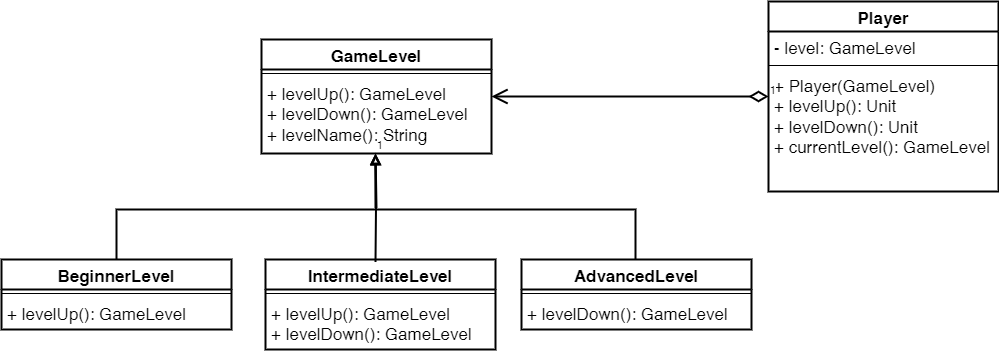 Player
- level: GameLevel
+ Player(GameLevel)
+ levelUp(): Unit
+ levelDown(): Unit
+ currentLevel(): GameLevel
1
GameLevel
+ levelUp(): GameLevel
+ levelDown(): GameLevel
+ levelName(): String
1
BeginnerLevel
+ levelUp(): GameLevel
IntermediateLevel
+ levelUp(): GameLevel
+ levelDown(): GameLevel
AdvancedLevel
+ levelDown(): GameLevel